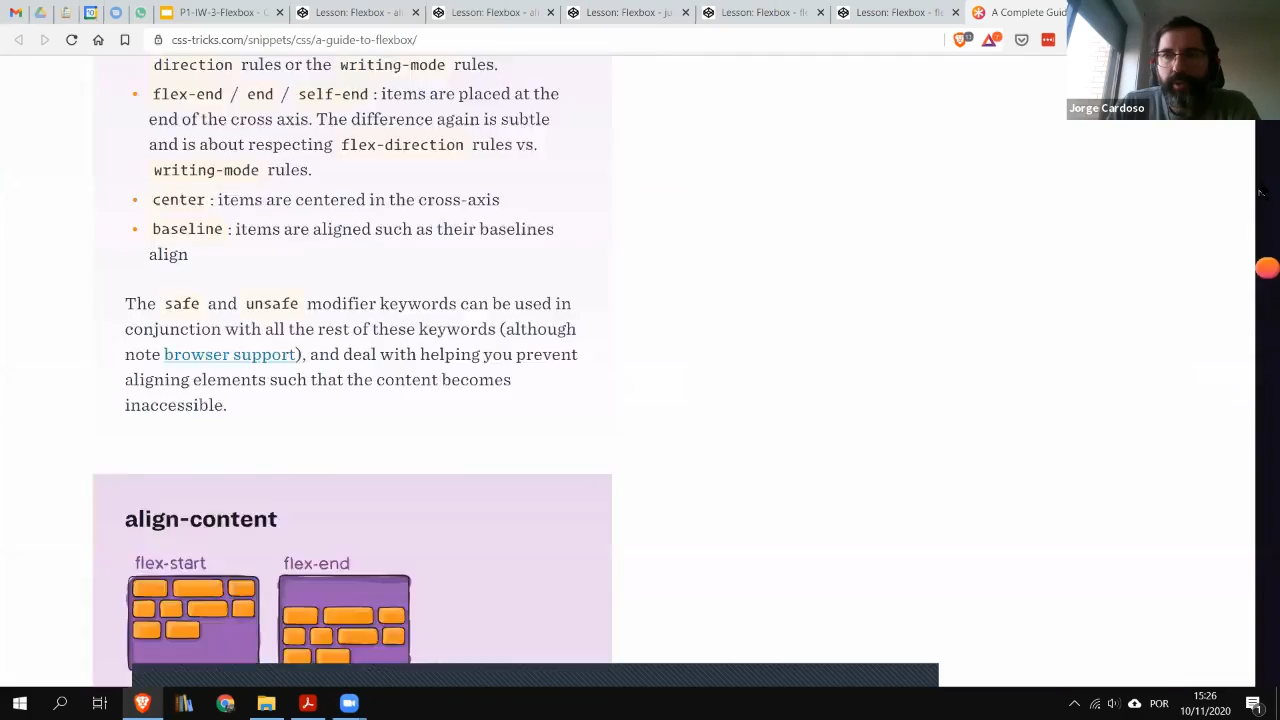 P1-IW-3-Flexbox - C
Lesson: Flexbox - ali
Lesson: Flexbox - ali
Lesson: Flexbox - ju
Lesson: Flexbox - fle
Lesson: Flexbox - fle
A Complete Guid
css-tricks.com/snippets/css/a-guide-to-flexbox/
Jorge Cardoso
direction rules or the writing-mode rules.
• flex-end / end / self-end : items are placed at the
end of the cross axis. The difference again is subtle
and is about respecting flex-direction rules vs.
writing-mode rules.
• center : items are centered in the cross-axis
• baseline : items are aligned such as their baselines
align
The safe and unsafe modifier keywords can be used in
conjunction with all the rest of these keywords (although
note browser support), and deal with helping you prevent
aligning elements such that the content becomes
inaccessible.
align-content
flex-start
flex-end
POR
15:26
10/11/2020